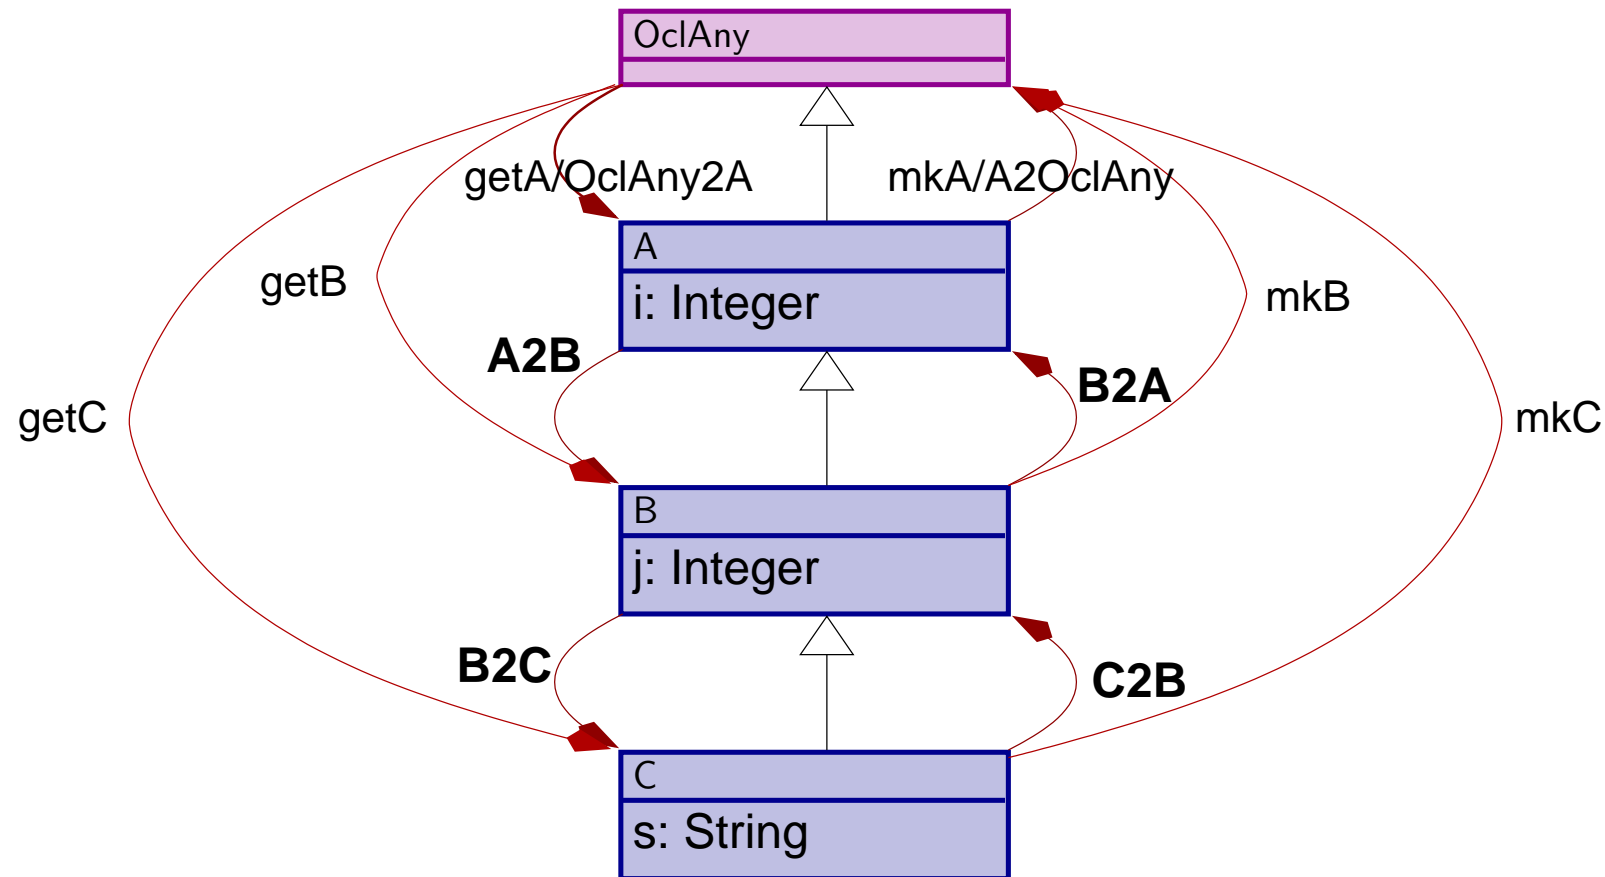 OclAny
getA/OclAny2A
mkA/A2OclAny
A
i: Integer
getB
mkB
A2B
B2A
getC
mkC
B
j: Integer
B2C
C2B
C
s: String